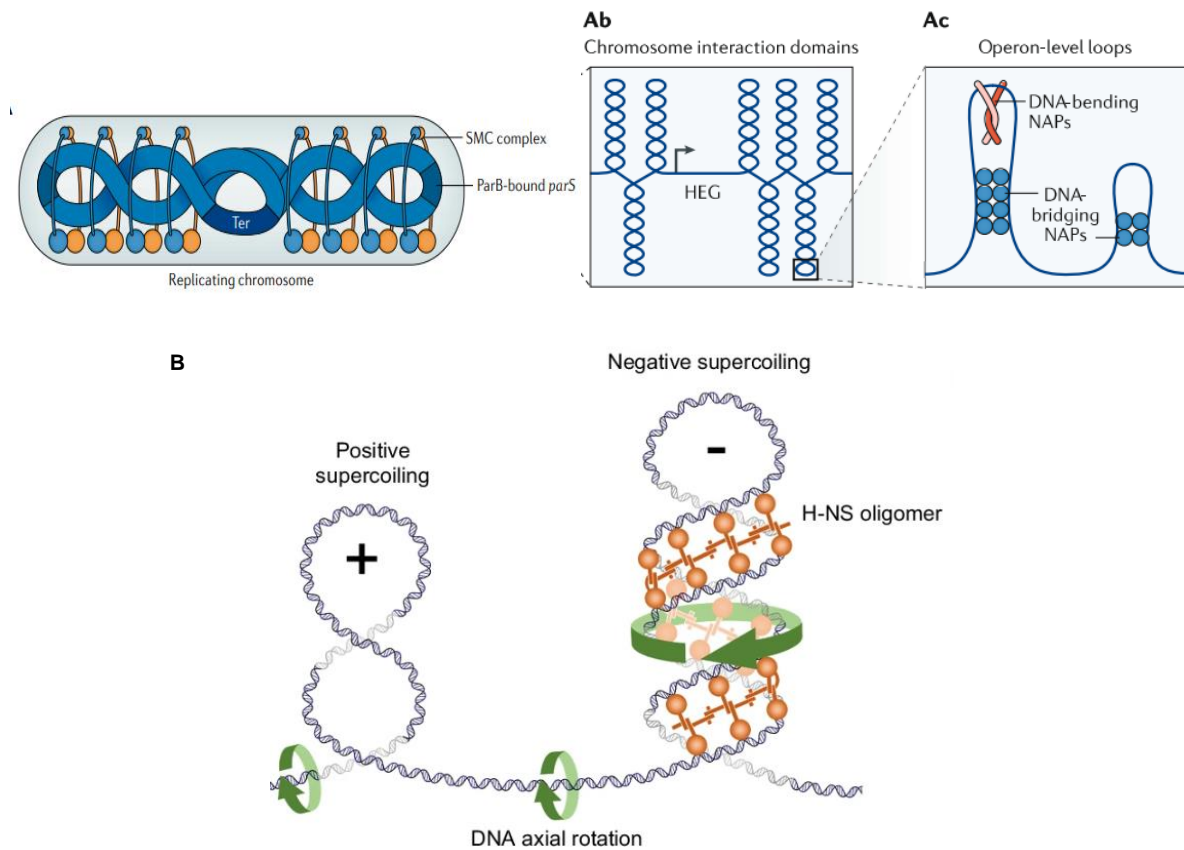 Ab
Chromosome interaction domains
Ac
Operon-level loops
SMC complex
ParB-bound parS
Ter
Replicating chromosome
HEG
DNA-bending
NAPs
DNA-
bridging
NAPs
B
Negative supercoiling
Positive
supercoiling
+
-
H-NS oligomer
DNA axial rotation